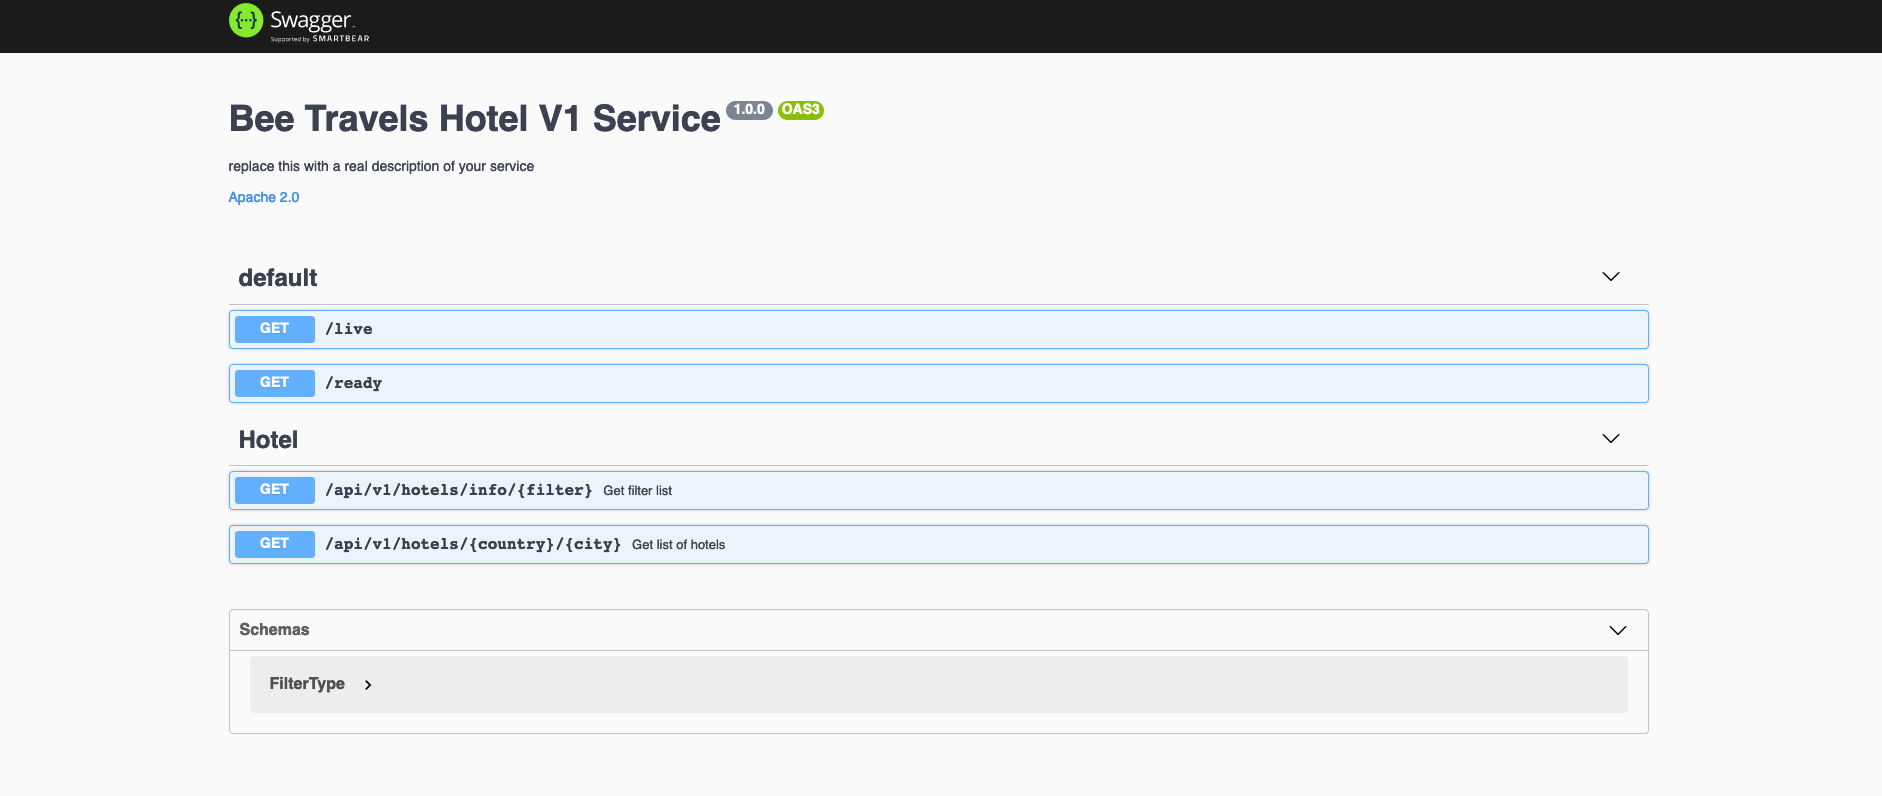 {···} Swagger
Supported by SMARTBEAR
Bee Travels Hotel V1 Service 1.0.0 OAS3
replace this with a real description of your service
Apache 2.0
default
GET /live
GET /ready
Hotel
GET /api/v1/hotels/info/{filter} Get filter list
GET /api/v1/hotels/{country}/{city} Get list of hotels
Schemas
FilterType